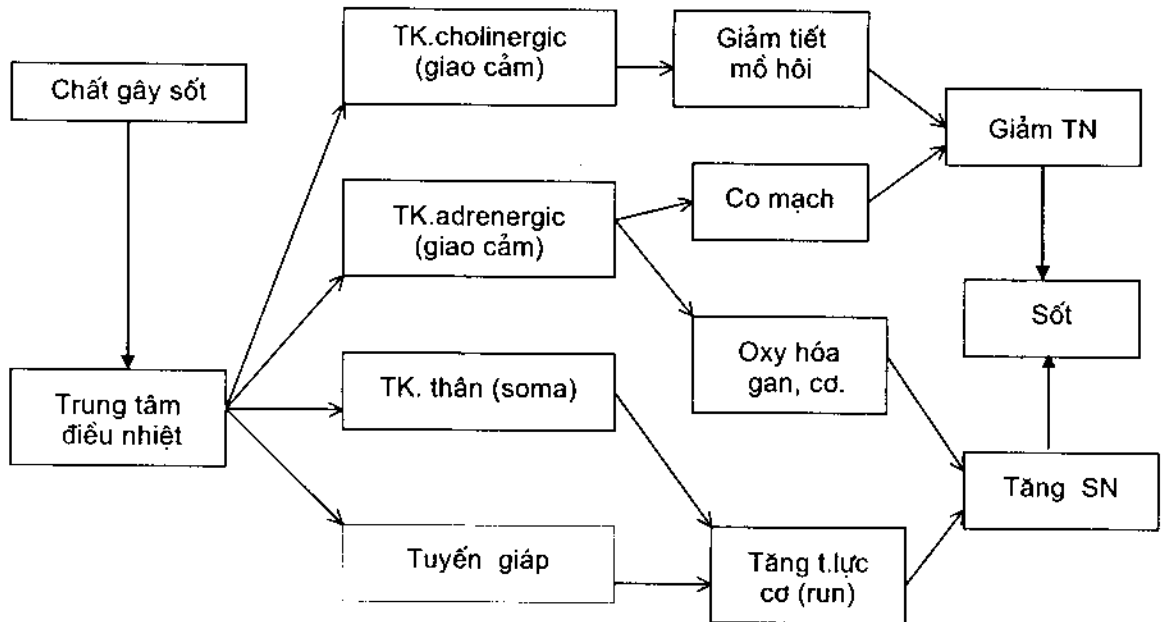 Chất gây sốt
Trung tâm
điều nhiệt
TK.cholinergic
(giao cảm)
TK.adrenergic
(giao cảm)
TK. thân (soma)
Tuyến giáp
Giảm tiết
mồ hôi
Co mạch
Oxy hóa
gan, cơ.
Tăng t.lực
cơ (run)
Giảm TN
Sốt
Tăng SN